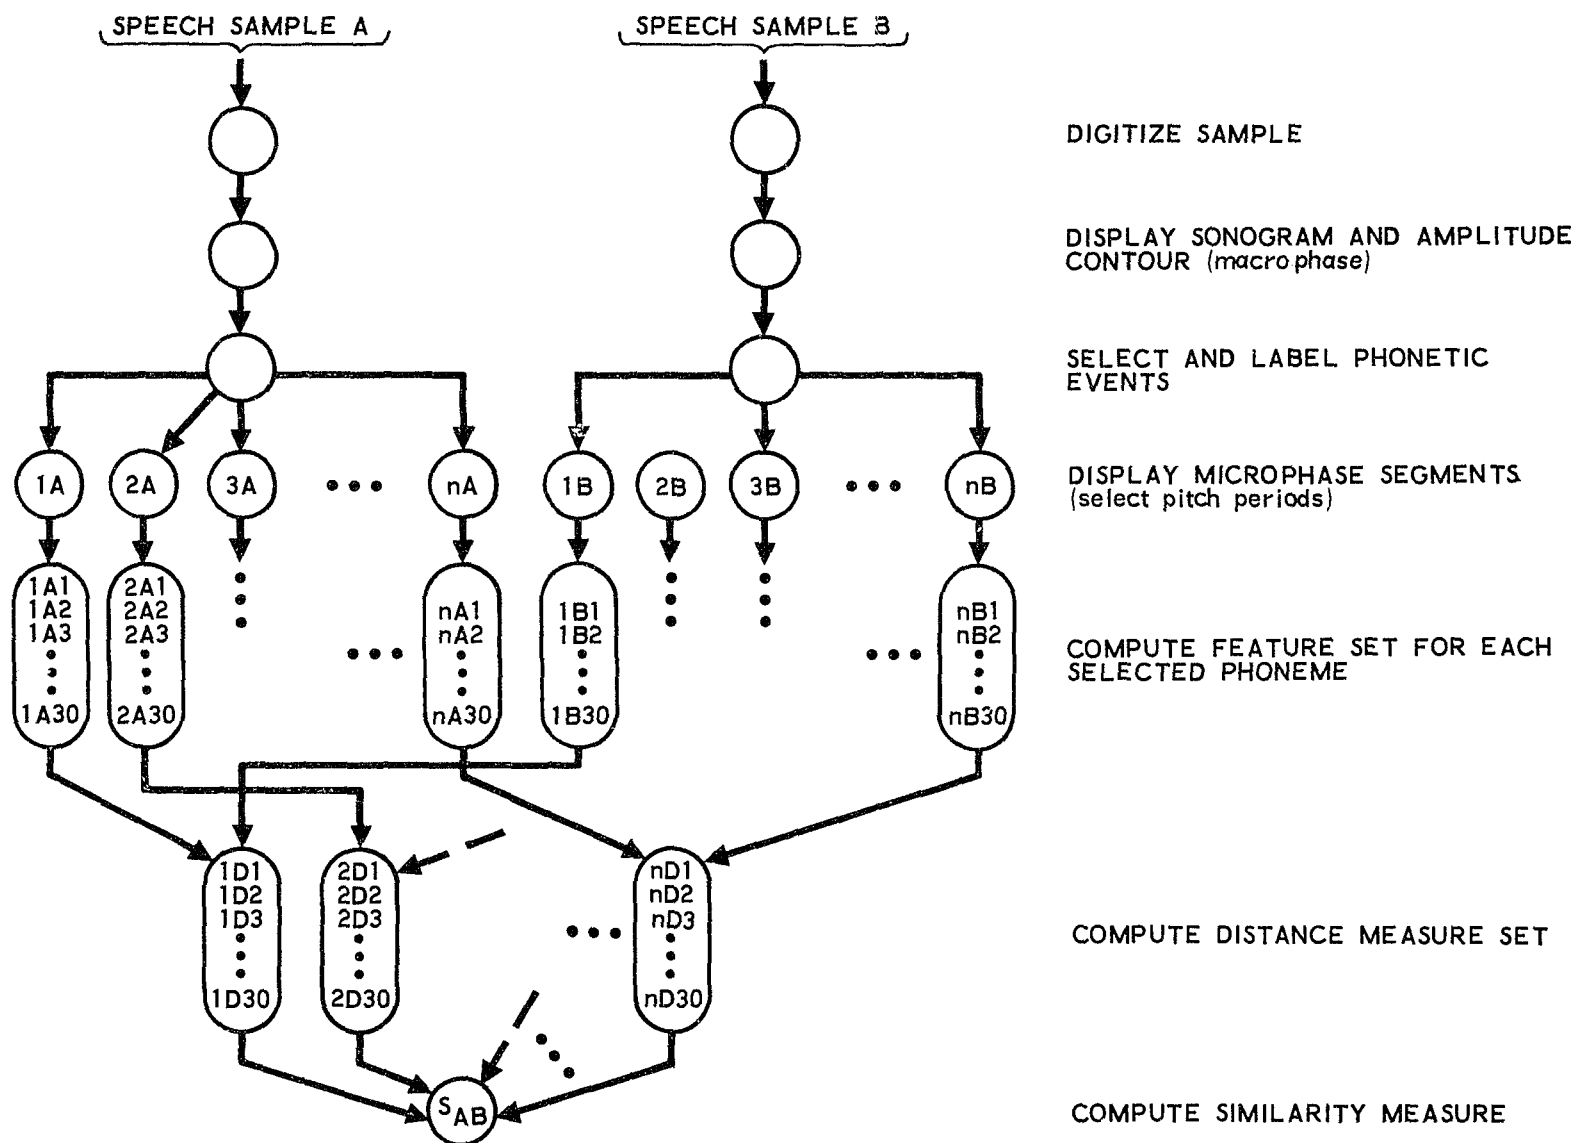 SPEECH SAMPLE A
SPEECH SAMPLE B
DIGITIZE SAMPLE
DISPLAY SONOGRAM AND AMPLITUDE
CONTOUR (macrophase)
SELECT AND LABEL PHONETIC
EVENTS
1A 2A 3A ••• nA 1B 2B 3B ••• nB
DISPLAY MICROPHASE SEGMENTS
(select pitch periods)
1A1
1A2
1A3
1A30
2A1
2A2
2A3
2A30
nA1
nA2
nA30
1B1
1B2
1B30
nB1
nB2
nB30
COMPUTE FEATURE SET FOR EACH
SELECTED PHONEME
1D1
1D2
1D3
1D30
2D1
2D2
2D3
2D30
nD1
nD2
nD3
nD30
COMPUTE DISTANCE MEASURE SET
SAB
COMPUTE SIMILARITY MEASURE